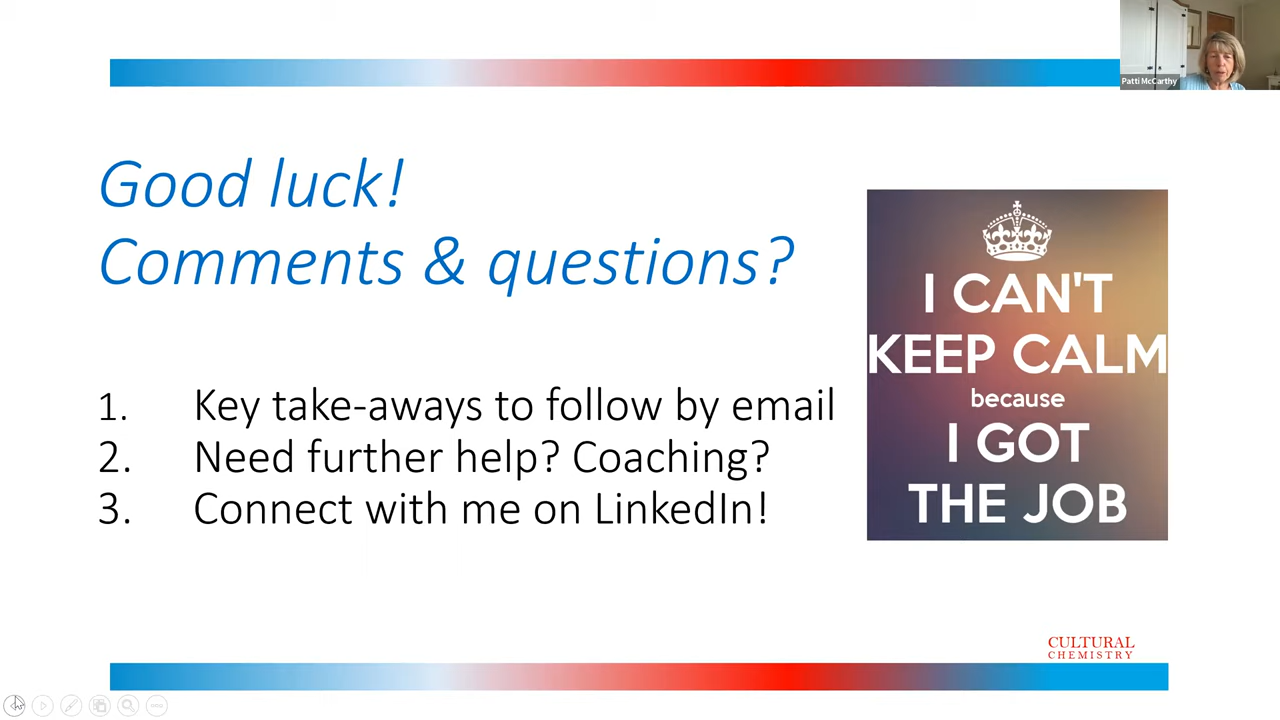 Patti McCarthy
Good luck!
Comments & questions?
1. Key take-aways to follow by email
2. Need further help? Coaching?
3. Connect with me on LinkedIn!
I CAN'T
KEEP CALM
because
I GOT
THE JOB
CULTURAL
CHEMISTRY